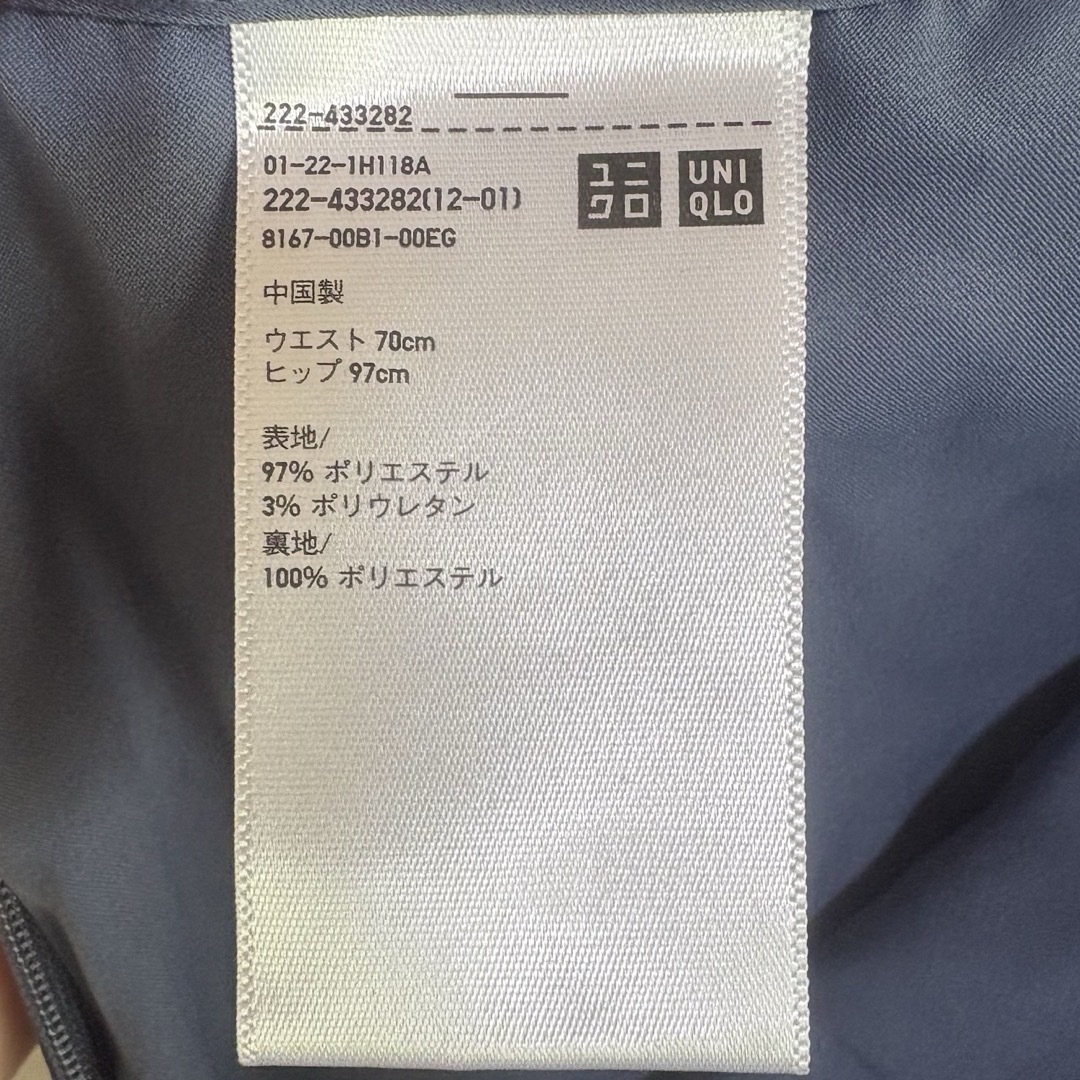 222-433282
01-22-1H118A
222-433282(12-01)
8167-00B1-00EG
ユニ
クロ
UNI
QLO
中国製
ウエスト 70cm
ヒップ 97cm
表地/
97% ポリエステル
3% ポリウレタン
裏地/
100% ポリエステル